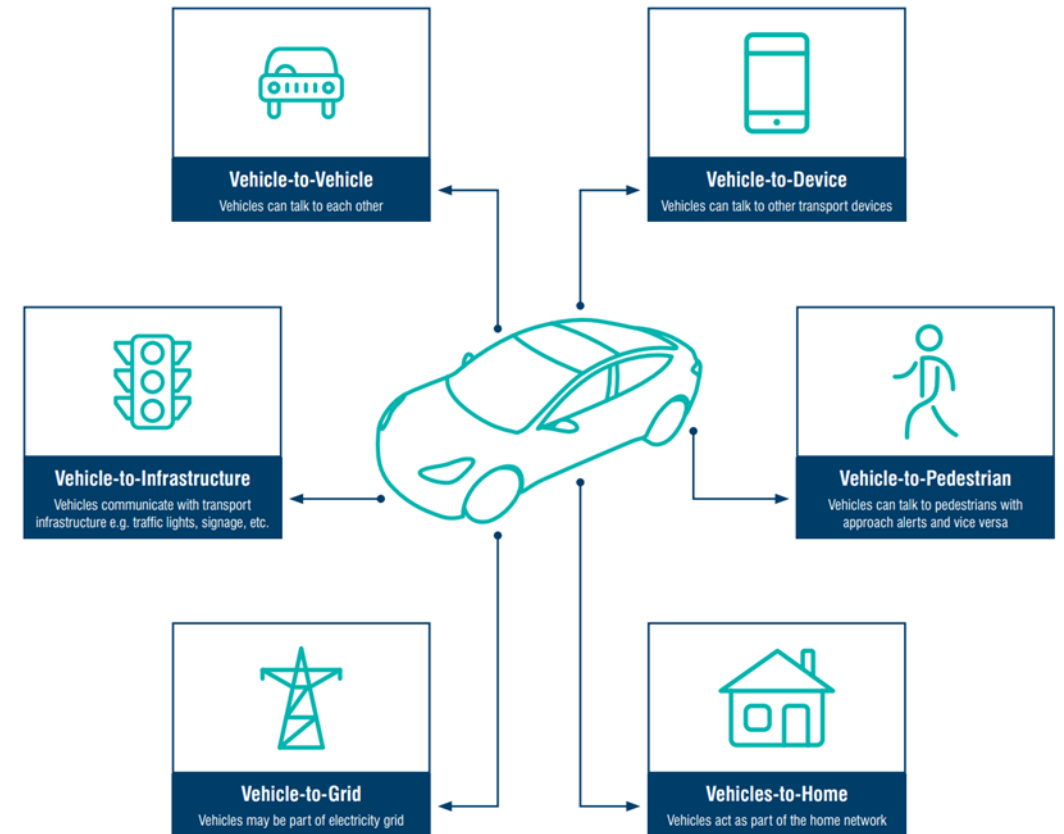 Vehicle-to-Vehicle
Vehicles can talk to each other
Vehicle-to-Device
Vehicles can talk to other transport devices
Vehicle-to-Infrastructure
Vehicles communicate with transport
infrastructure e.g. traffic lights, signage, etc.
Vehicle-to-Pedestrian
Vehicles can talk to pedestrians with
approach alerts and vice versa
Vehicle-to-Grid
Vehicles may be part of electricity grid
Vehicles-to-Home
Vehicles act as part of the home network